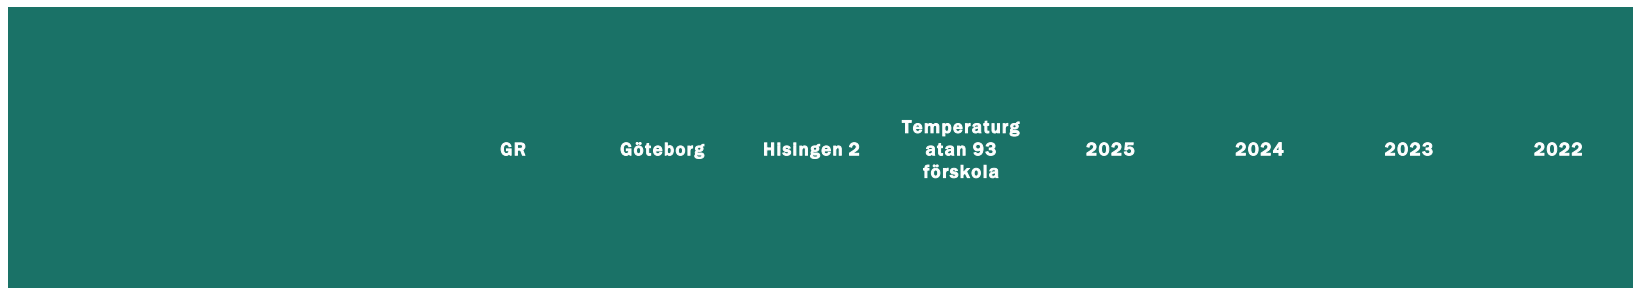 GR
Göteborg
Hisingen 2
Temperaturg
atan 93
förskola
2025
2024
2023
2022